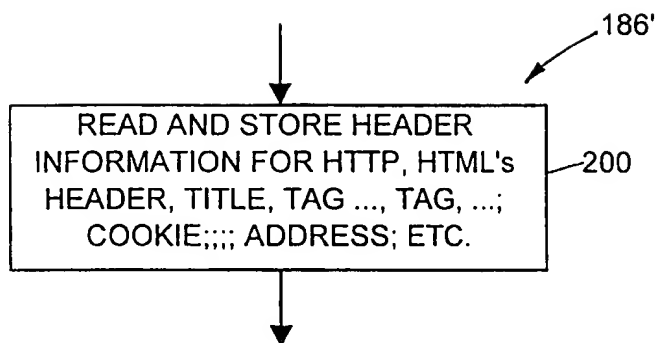 186'
READ AND STORE HEADER
INFORMATION FOR HTTP, HTML's
HEADER, TITLE, TAG ..., TAG, ...;
COOKIE;;;; ADDRESS; ETC.
200